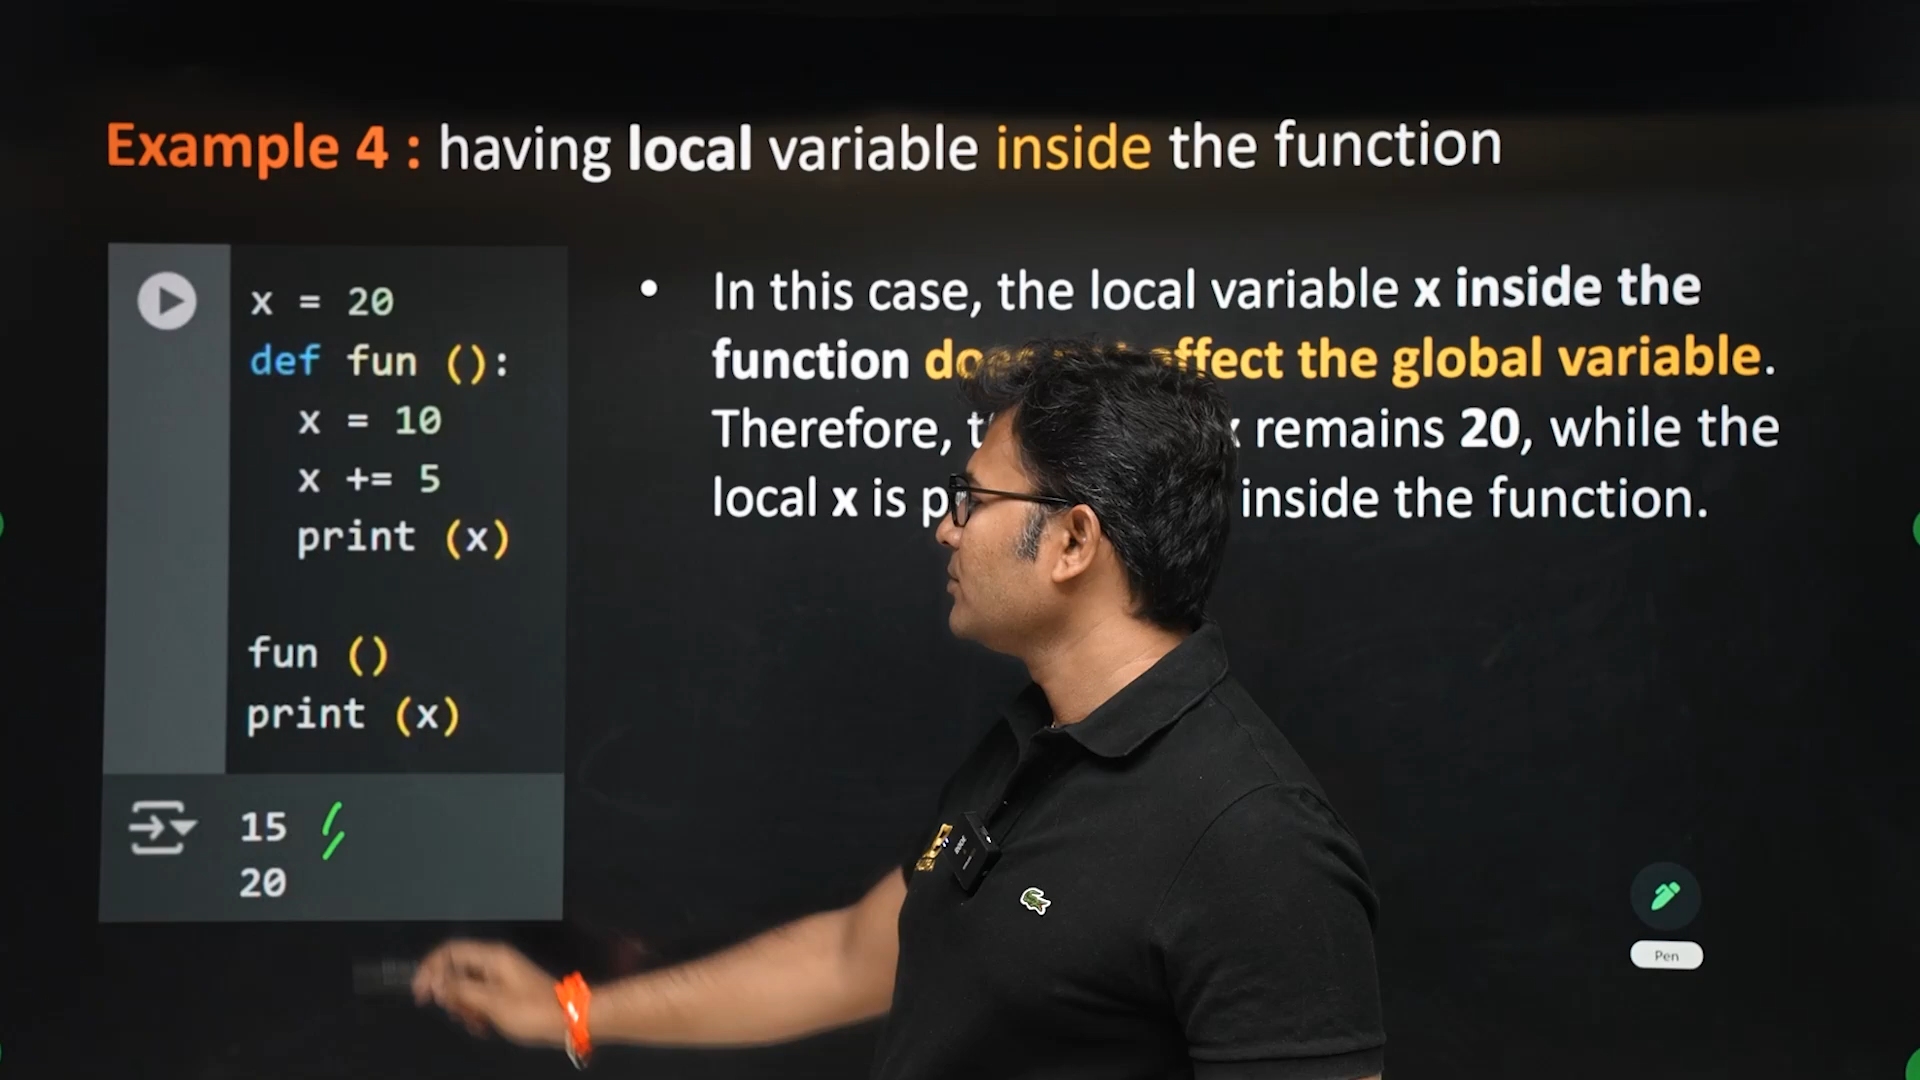 Example 4 : having local variable inside the function
x = 20
def fun ():
x = 10
x += 5
print (x)
fun ()
print (x)
15
20
• In this case, the local variable x inside the
function ffect the global variable.
Therefore, remains 20, while the
local x is inside the function.
Pen